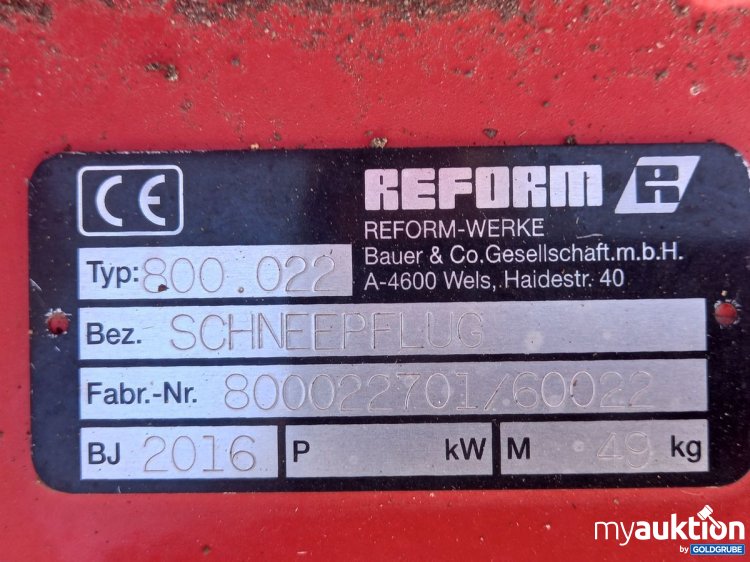 CE
REFORM R
REFORM-WERKE
Bauer & Co.Gesellschaft.m.b.H.
A-4600 Wels, Haidestr. 40
Typ: 800.022
Bez. SCHNEEPFLUG
Fabr.-Nr. 800022701/60022
BJ 2016 P kW M 49 kg
myauktion
by GOLDGRUBE